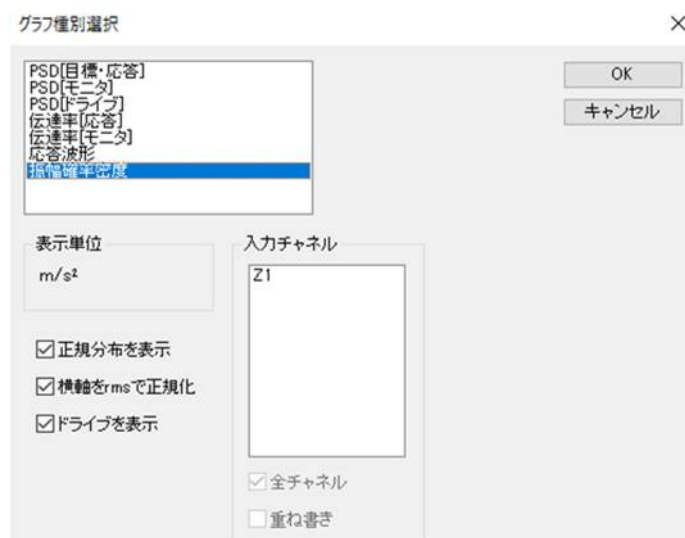 グラフ種別選択
PSD[目標・応答]
PSD[モニタ]
PSD[ドライブ]
伝達率[応答]
伝達率[モニタ]
応答波形
振幅確率密度
OK
キャンセル
表示単位
m/s²
入力チャネル
Z1
正規分布を表示
横軸をrmsで正規化
ドライブを表示
全チャネル
重ね書き